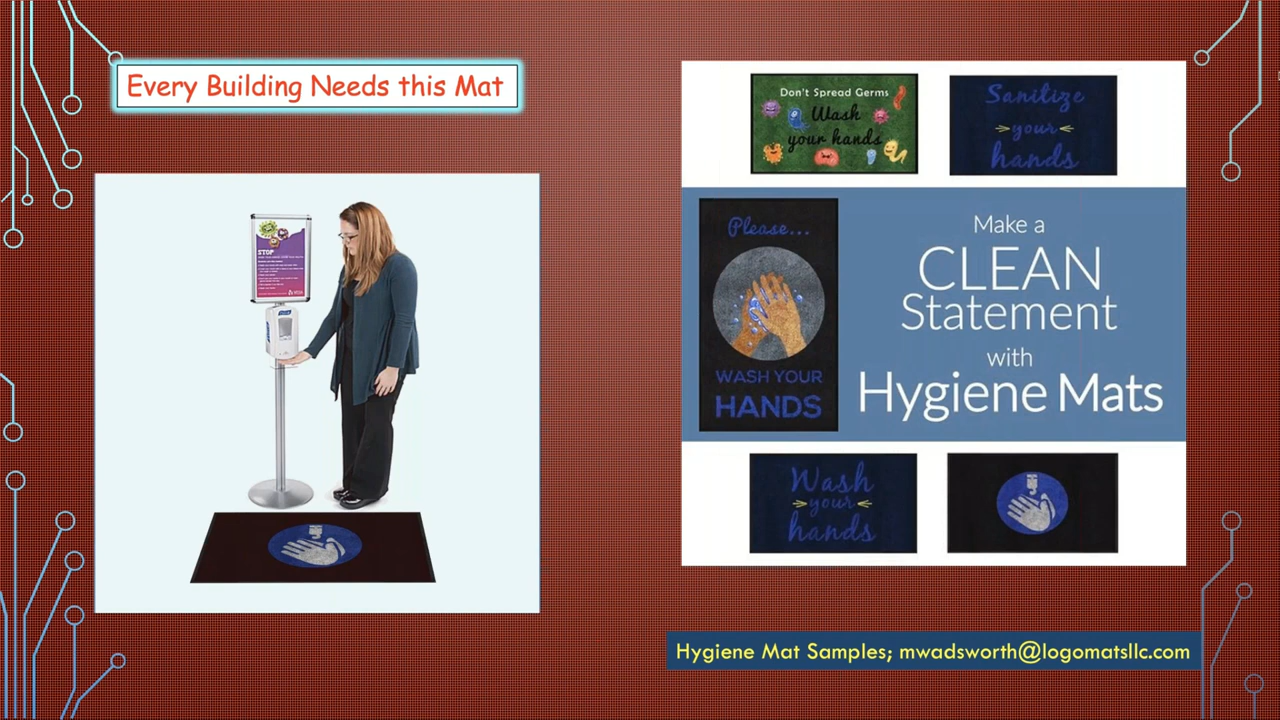 Every Building Needs this Mat
STOP
Don't Spread Germs
Wash
your hands
Sanitize
your
hands
Please...
WASH YOUR
HANDS
Make a
CLEAN
Statement
with
Hygiene Mats
Wash
your
hands
Hygiene Mat Samples; mwadsworth@logomatsllc.com